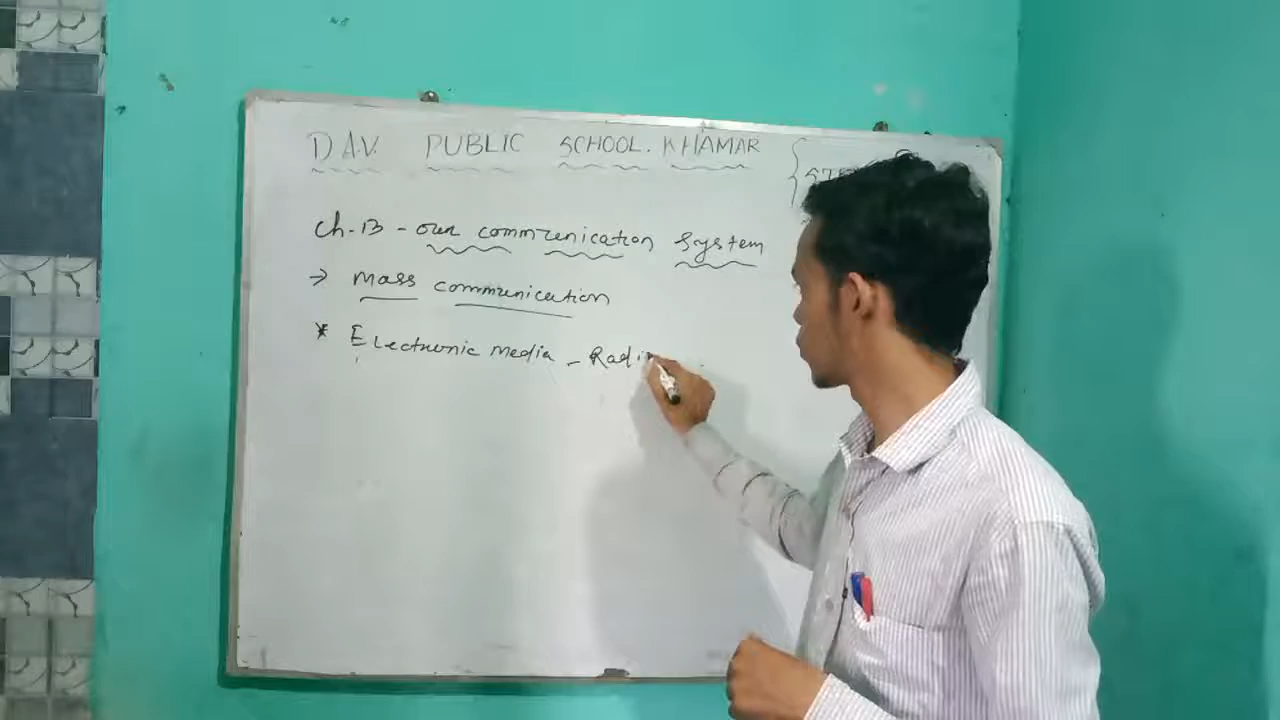 D.A.V. PUBLIC SCHOOL. KHAMAR
Ch.13 - our communication System
→ Mass communication
* Electronic Media - Radi